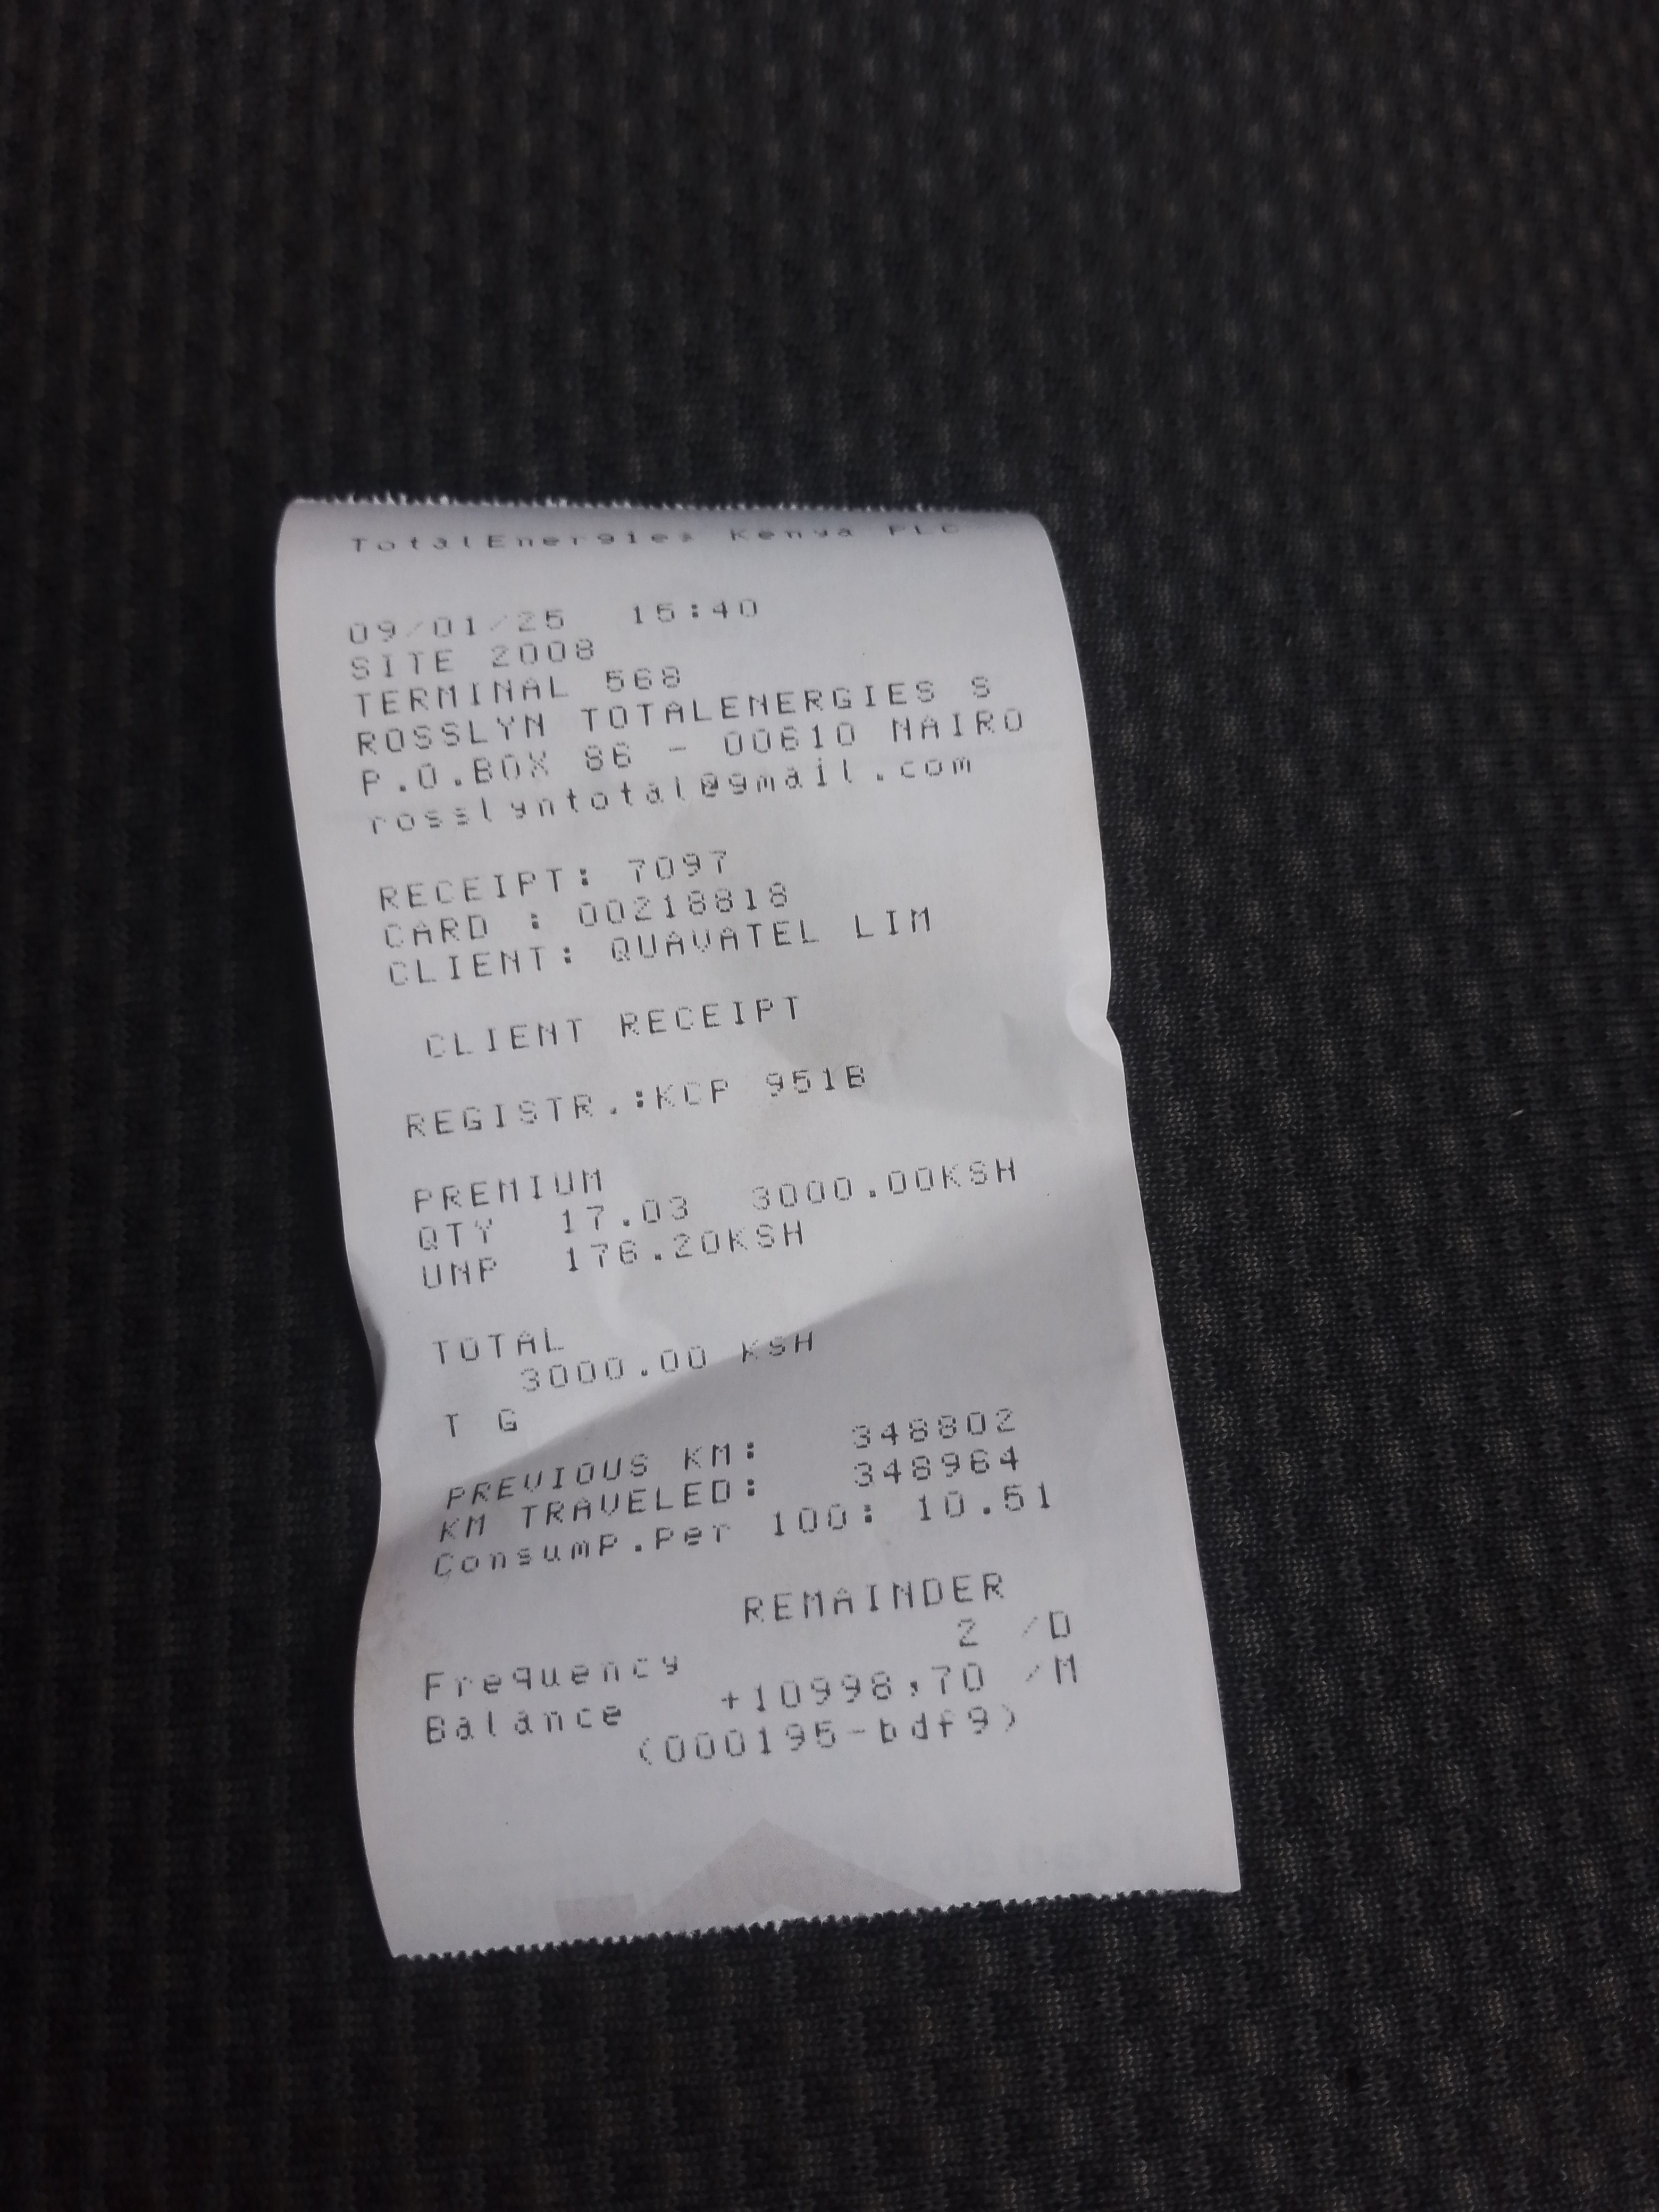 TotalEnergies Kenya PLC
09/01/25 15:40
SITE 2008
TERMINAL 568
ROSSLYN TOTALENERGIES S
P.O.BOX 86 - 00610 NAIRO
rosslyntotal@gmail.com
RECEIPT: 7097
CARD : 00218818
CLIENT: QUAVATEL LIM
CLIENT RECEIPT
REGISTR.:KCP 951B
PREMIUM
QTY 17.03 3000.00KSH
UNP 176.20KSH
TOTAL
3000.00 KSH
T G
PREVIOUS KM: 348802
KM TRAVELED: 348964
Consump.Per 100: 10.51
REMAINDER
Frequency 2 /D
Balance +10998,70 /M
(000195-bdf9)